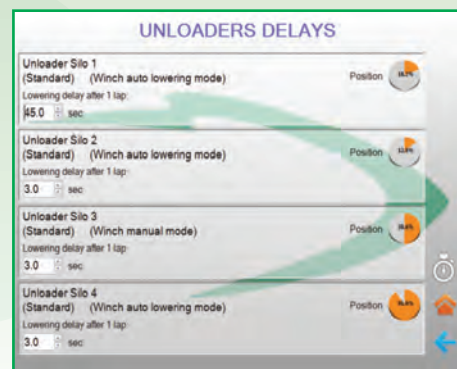 UNLOADERS DELAYS
Unloader Silo 1
(Standard) (Winch auto lowering mode)
Position
Lowering delay after 1 lap:
45.0 sec
Unloader Silo 2
(Standard) (Winch auto lowering mode)
Position
Lowering delay after 1 lap:
3.0 sec
Unloader Silo 3
(Standard) (Winch manual mode)
Position
Lowering delay after 1 lap:
3.0 sec
Unloader Silo 4
(Standard) (Winch auto lowering mode)
Position
Lowering delay after 1 lap:
3.0 sec